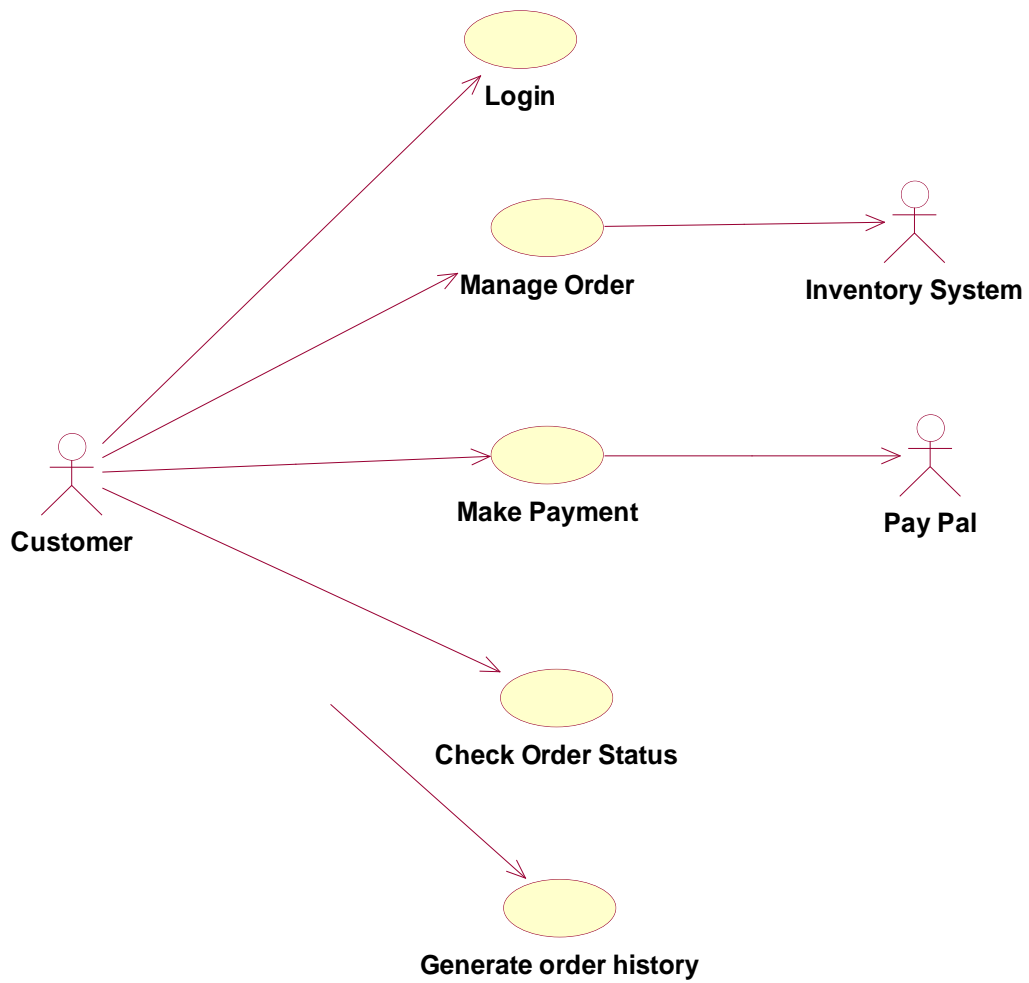 Login
Manage Order
Inventory System
Customer
Make Payment
Pay Pal
Check Order Status
Generate order history